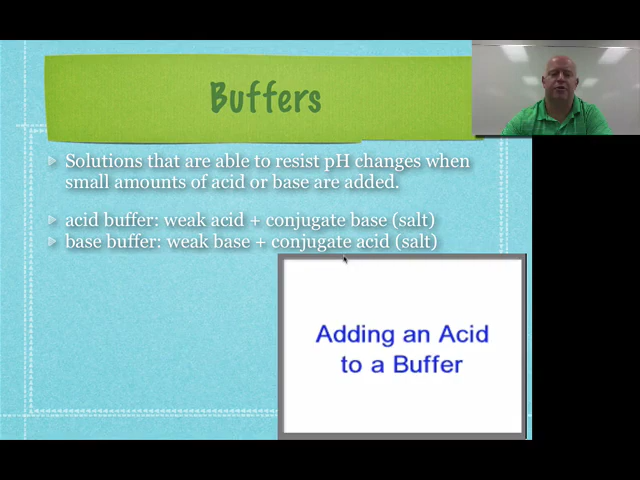 Buffers
Solutions that are able to resist pH changes when
small amounts of acid or base are added.
acid buffer: weak acid + conjugate base (salt)
base buffer: weak base + conjugate acid (salt)
Adding an Acid
to a Buffer